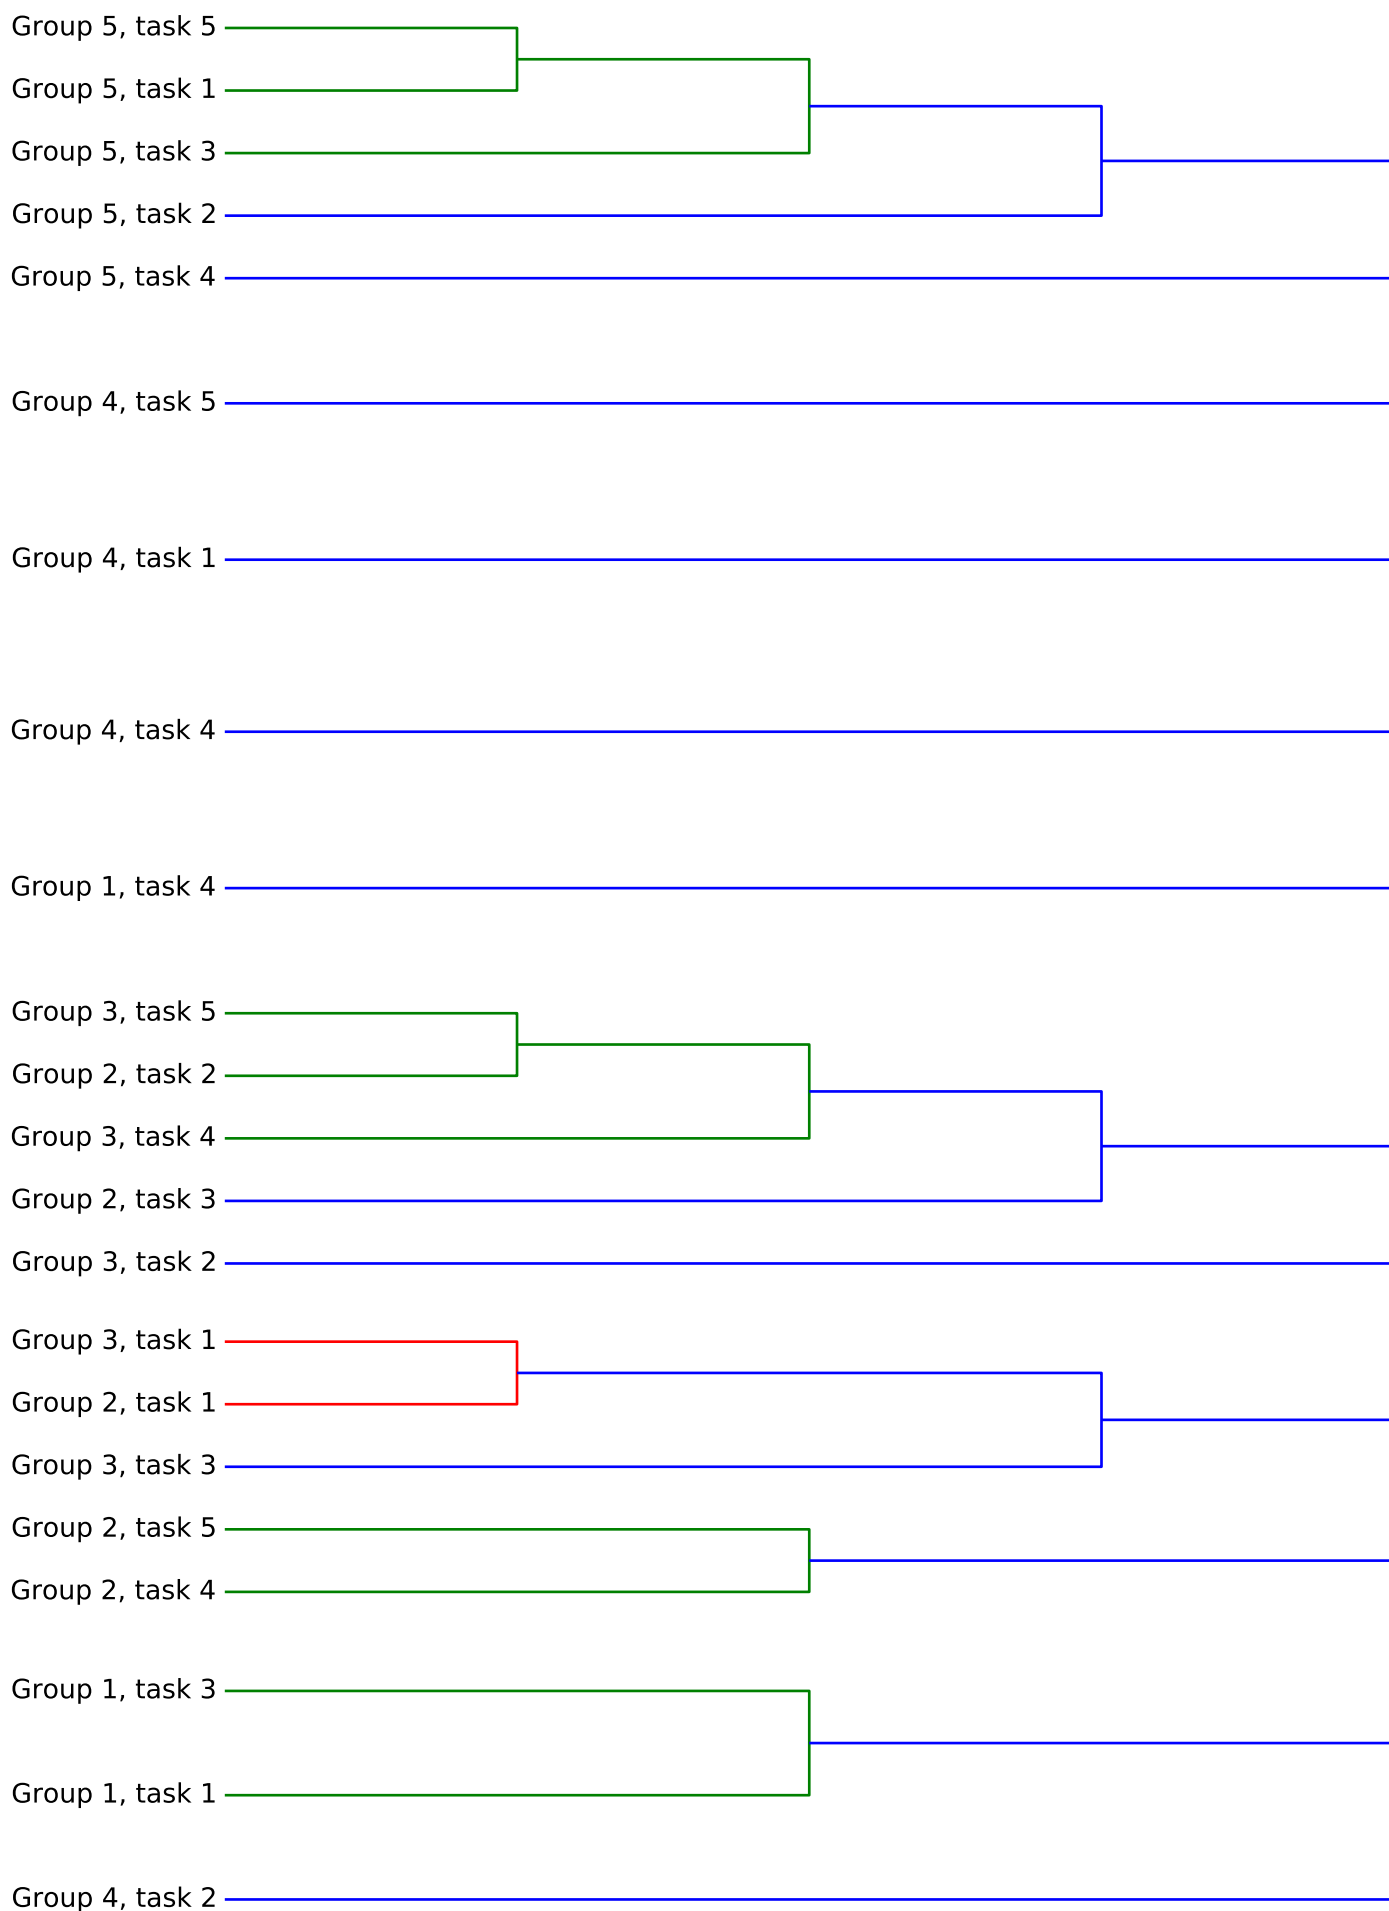 Group 5, task 5
Group 5, task 1
Group 5, task 3
Group 5, task 2
Group 5, task 4
Group 4, task 5
Group 4, task 1
Group 4, task 4
Group 1, task 4
Group 3, task 5
Group 2, task 2
Group 3, task 4
Group 2, task 3
Group 3, task 2
Group 3, task 1
Group 2, task 1
Group 3, task 3
Group 2, task 5
Group 2, task 4
Group 1, task 3
Group 1, task 1
Group 4, task 2